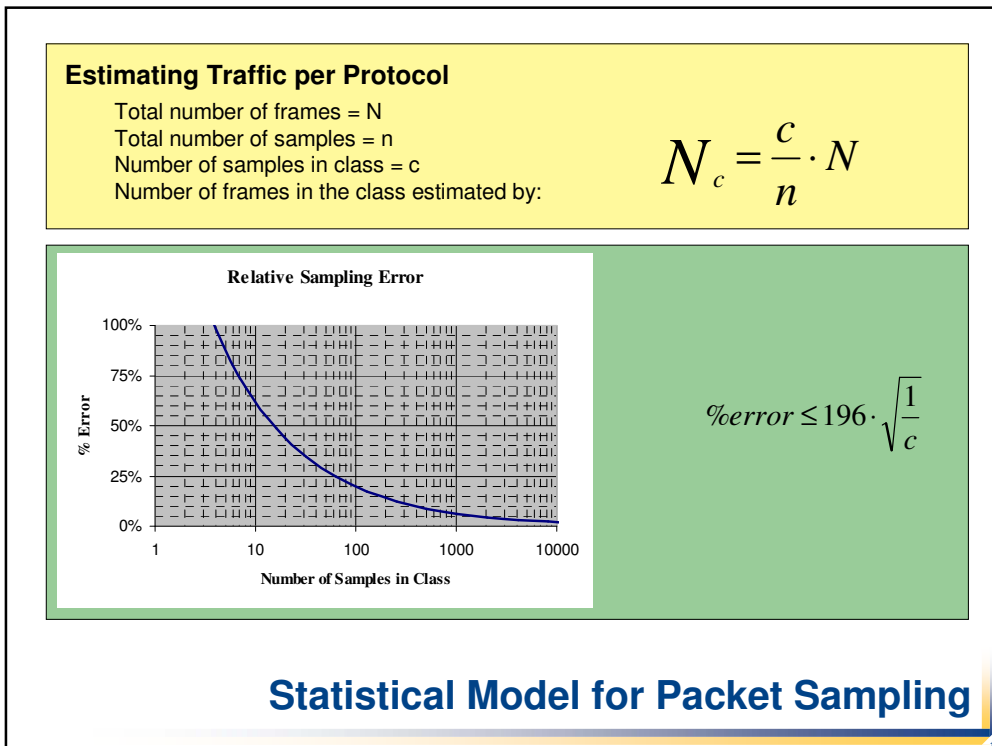 Estimating Traffic per Protocol
Total number of frames = N
Total number of samples = n
Number of samples in class = c
Number of frames in the class estimated by:
N_c = c/n · N
Relative Sampling Error
100%
75%
50%
25%
0%
% Error
1 10 100 1000 10000
Number of Samples in Class
%error ≤ 196 · √(1/c)
Statistical Model for Packet Sampling